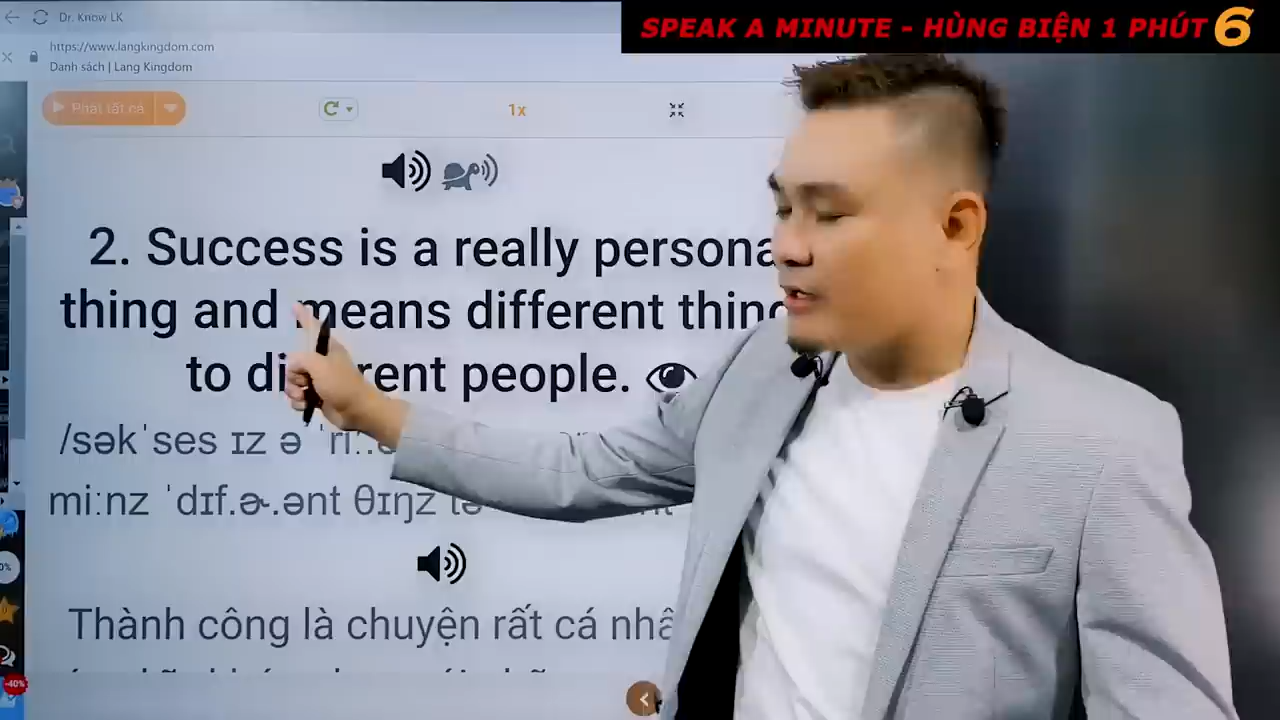 Dr. Know LK
SPEAK A MINUTE - HÙNG BIỆN 1 PHÚT 6
https://www.langkingdom.com
Danh sách | Lang Kingdom
Phát tất cả
1x
2. Success is a really persona
thing and means different thing
to di rent people.
/səkˈses ɪz ə
miːnz ˈdɪf.ɚ.ənt θɪŋz
Thành công là chuyện rất cá nhâ
0%
-40%